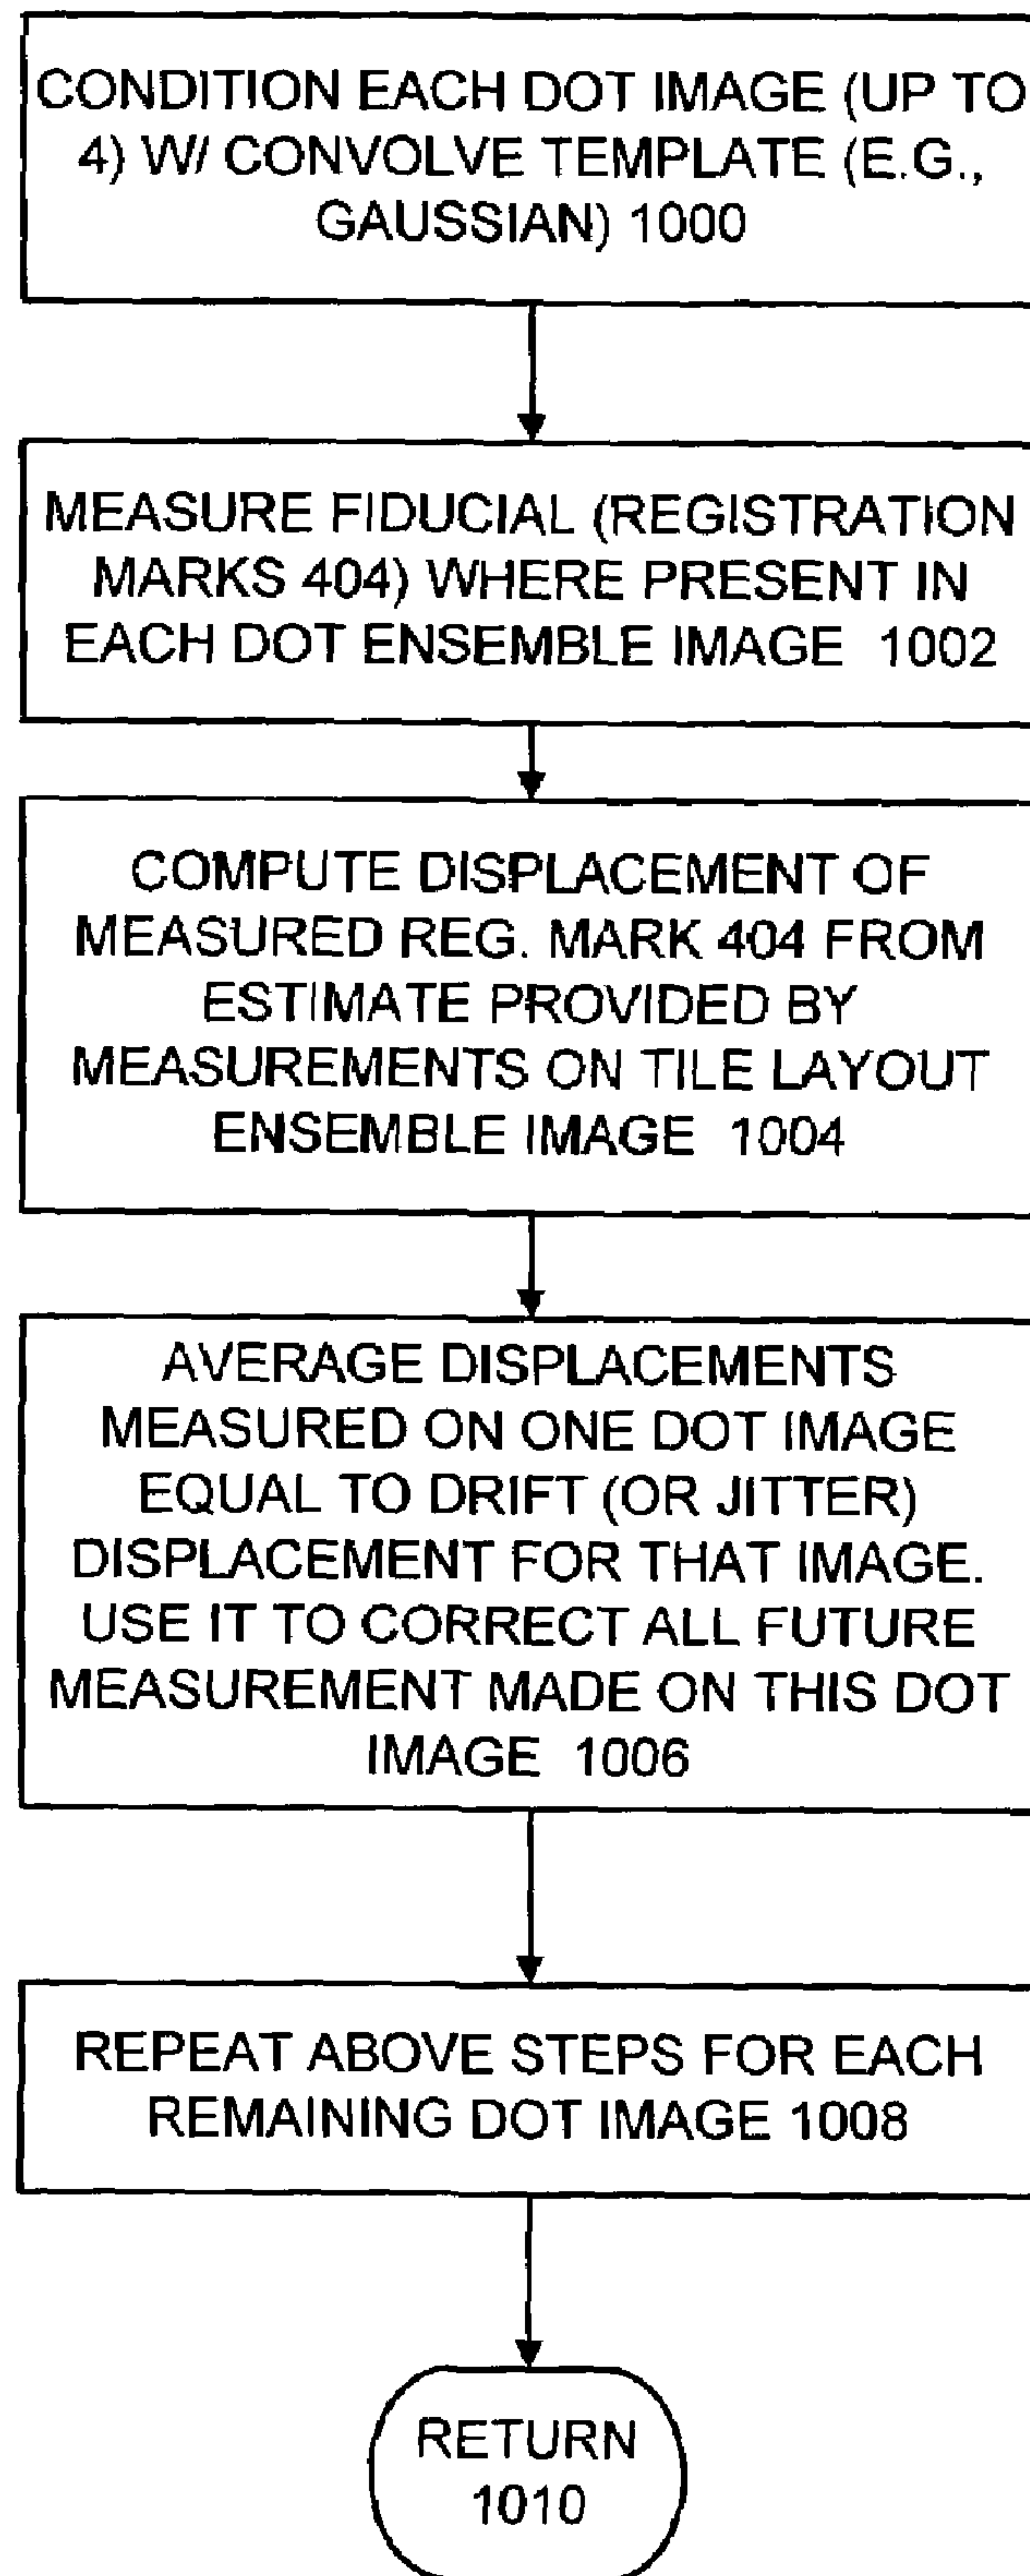 CONDITION EACH DOT IMAGE (UP TO
4) W/ CONVOLVE TEMPLATE (E.G.,
GAUSSIAN) 1000
MEASURE FIDUCIAL (REGISTRATION
MARKS 404) WHERE PRESENT IN
EACH DOT ENSEMBLE IMAGE 1002
COMPUTE DISPLACEMENT OF
MEASURED REG. MARK 404 FROM
ESTIMATE PROVIDED BY
MEASUREMENTS ON TILE LAYOUT
ENSEMBLE IMAGE 1004
AVERAGE DISPLACEMENTS
MEASURED ON ONE DOT IMAGE
EQUAL TO DRIFT (OR JITTER)
DISPLACEMENT FOR THAT IMAGE.
USE IT TO CORRECT ALL FUTURE
MEASUREMENT MADE ON THIS DOT
IMAGE 1006
REPEAT ABOVE STEPS FOR EACH
REMAINING DOT IMAGE 1008
RETURN
1010